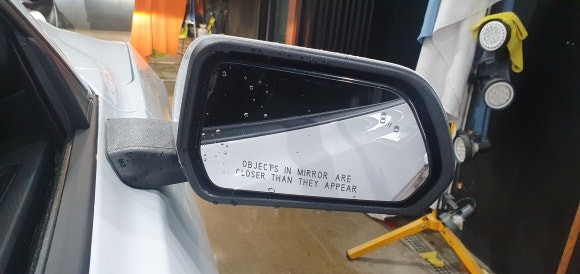 OBJECTS IN MIRROR ARE
CLOSER THAN THEY APPEAR